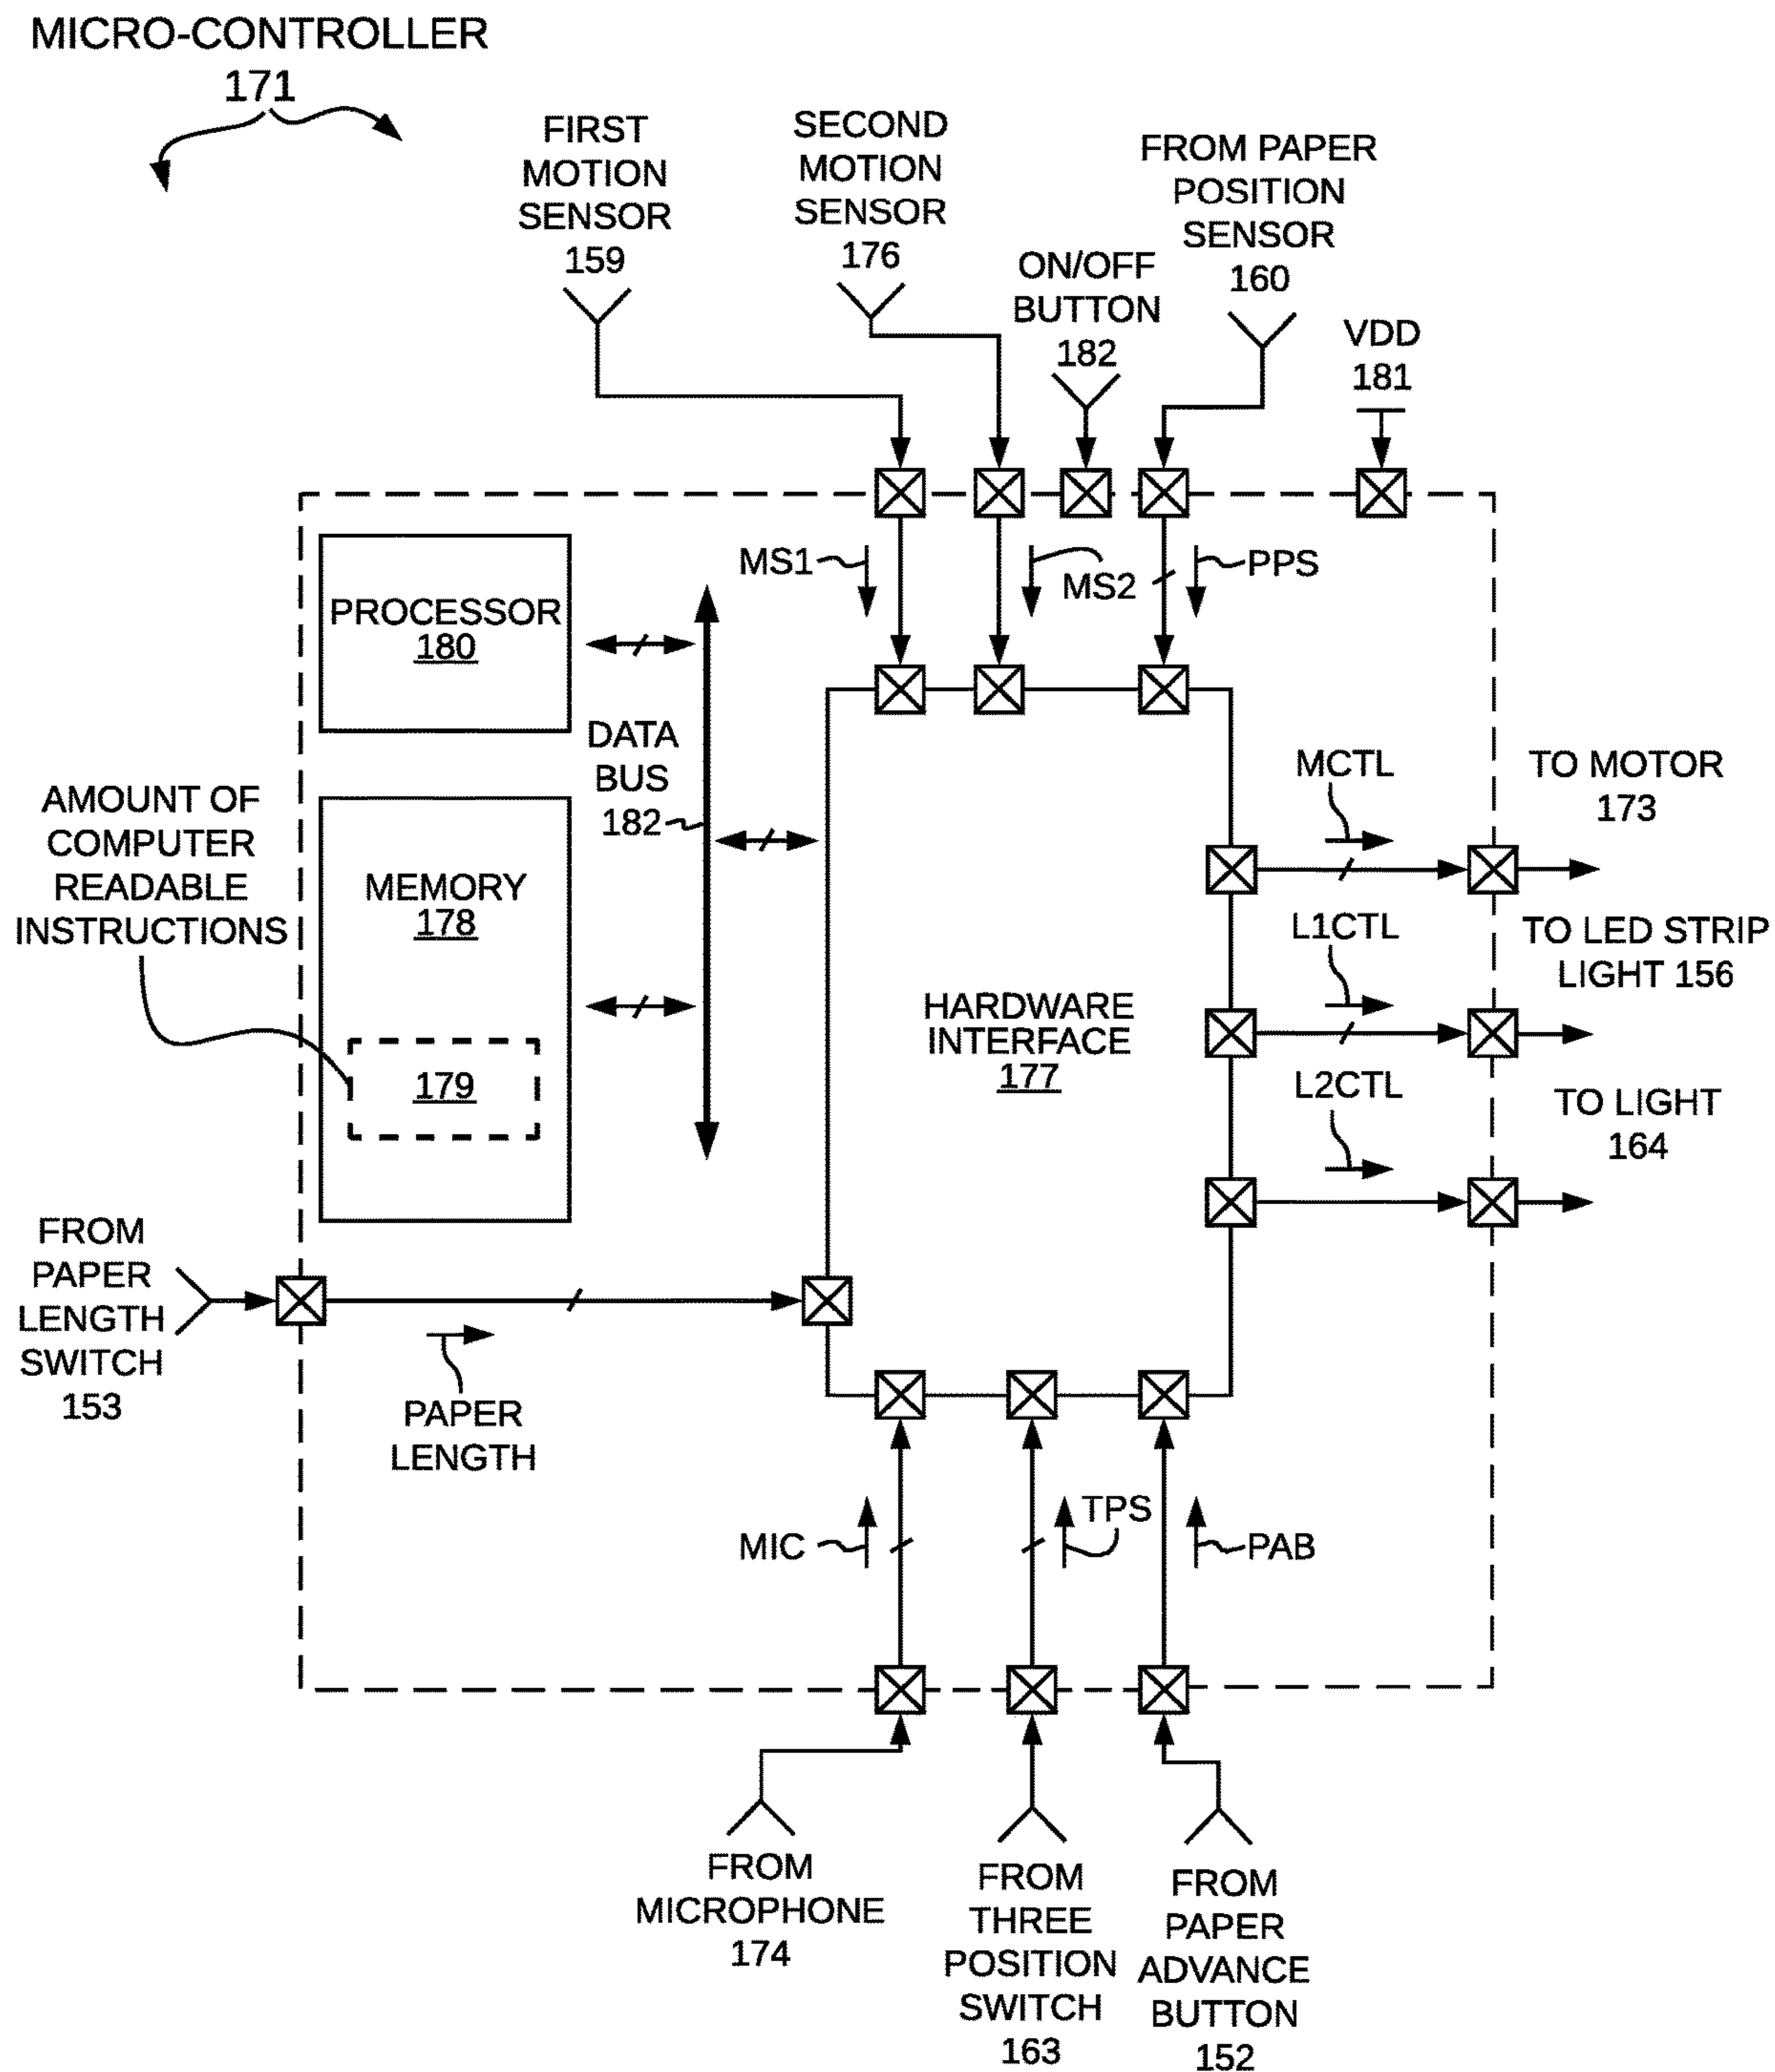 MICRO-CONTROLLER
171
FIRST
MOTION
SENSOR
159
SECOND
MOTION
SENSOR
176
ON/OFF
BUTTON
182
FROM PAPER
POSITION
SENSOR
160
VDD
181
MS1
MS2
PPS
PROCESSOR
180
DATA
BUS
182
AMOUNT OF
COMPUTER
READABLE
INSTRUCTIONS
MEMORY
178
179
HARDWARE
INTERFACE
177
MCTL
TO MOTOR
173
L1CTL
TO LED STRIP
LIGHT 156
L2CTL
TO LIGHT
164
FROM
PAPER
LENGTH
SWITCH
153
PAPER
LENGTH
MIC
TPS
PAB
FROM
MICROPHONE
174
FROM
THREE
POSITION
SWITCH
163
FROM
PAPER
ADVANCE
BUTTON
152